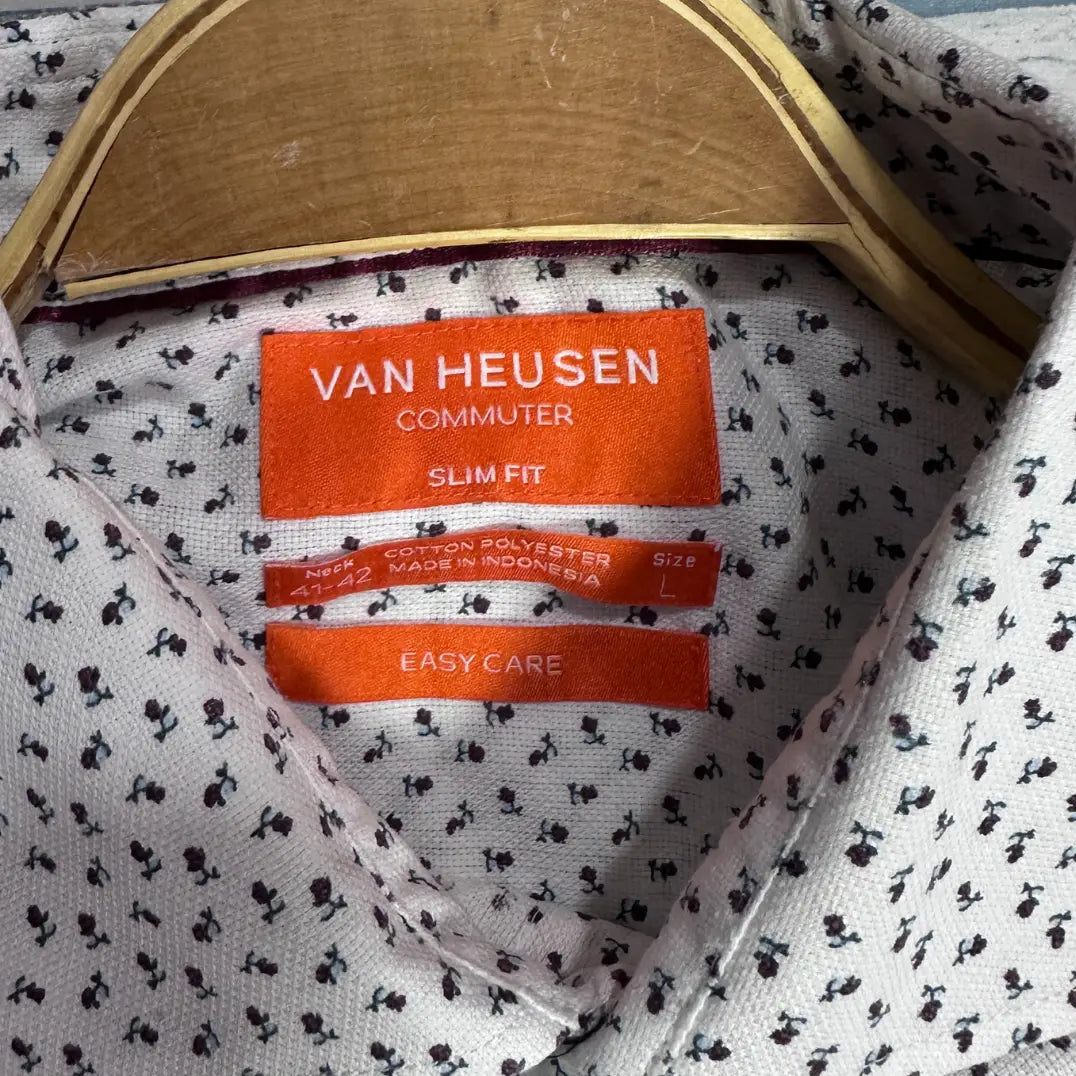 VAN HEUSEN
COMMUTER
SLIM FIT
Neck
41-42
COTTON POLYESTER
MADE IN INDONESIA
Size
L
EASY CARE